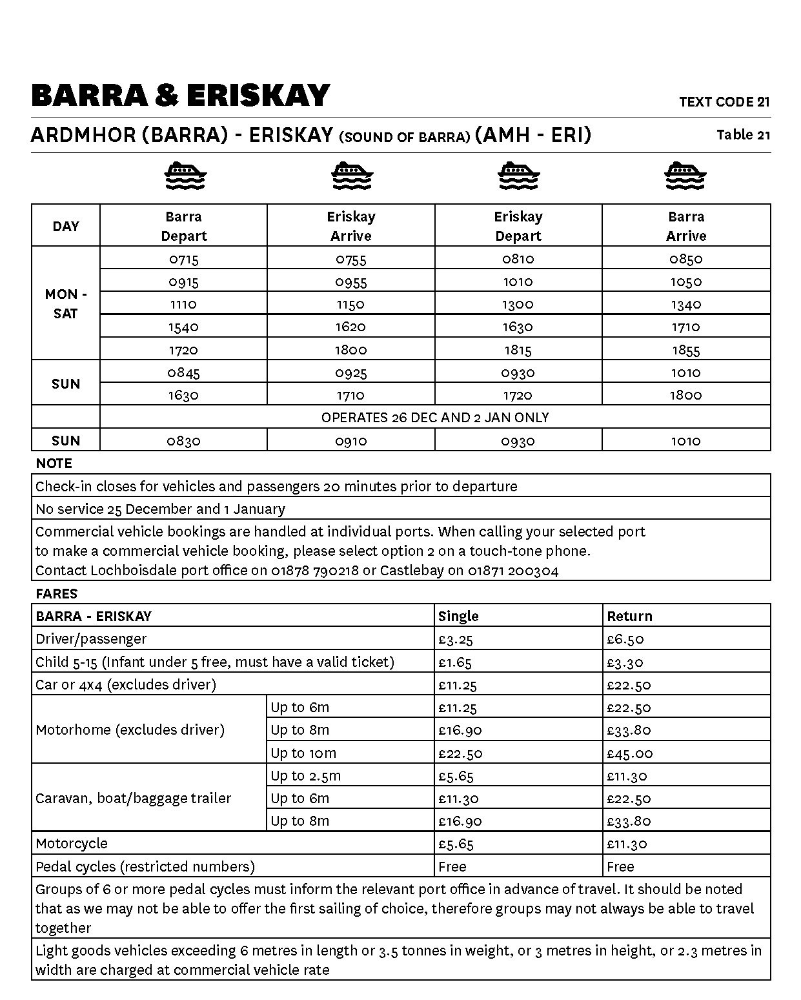 BARRA & ERISKAY
TEXT CODE 21
ARDMHOR (BARRA) - ERISKAY (SOUND OF BARRA) (AMH - ERI)
Table 21
DAY
Barra Depart
Eriskay Arrive
Eriskay Depart
Barra Arrive
MON - SAT
0715 0755 0810 0850
0915 0955 1010 1050
1110 1150 1300 1340
1540 1620 1630 1710
1720 1800 1815 1855
SUN
0845 0925 0930 1010
1630 1710 1720 1800
OPERATES 26 DEC AND 2 JAN ONLY
SUN 0830 0910 0930 1010
NOTE
Check-in closes for vehicles and passengers 20 minutes prior to departure
No service 25 December and 1 January
Commercial vehicle bookings are handled at individual ports. When calling your selected port
to make a commercial vehicle booking, please select option 2 on a touch-tone phone.
Contact Lochboisdale port office on 01878 790218 or Castlebay on 01871 200304
FARES
BARRA - ERISKAY Single Return
Driver/passenger £3.25 £6.50
Child 5-15 (Infant under 5 free, must have a valid ticket) £1.65 £3.30
Car or 4x4 (excludes driver) £11.25 £22.50
Motorhome (excludes driver)
Up to 6m £11.25 £22.50
Up to 8m £16.90 £33.80
Up to 10m £22.50 £45.00
Caravan, boat/baggage trailer
Up to 2.5m £5.65 £11.30
Up to 6m £11.30 £22.50
Up to 8m £16.90 £33.80
Motorcycle £5.65 £11.30
Pedal cycles (restricted numbers) Free Free
Groups of 6 or more pedal cycles must inform the relevant port office in advance of travel. It should be noted
that as we may not be able to offer the first sailing of choice, therefore groups may not always be able to travel
together
Light goods vehicles exceeding 6 metres in length or 3.5 tonnes in weight, or 3 metres in height, or 2.3 metres in
width are charged at commercial vehicle rate